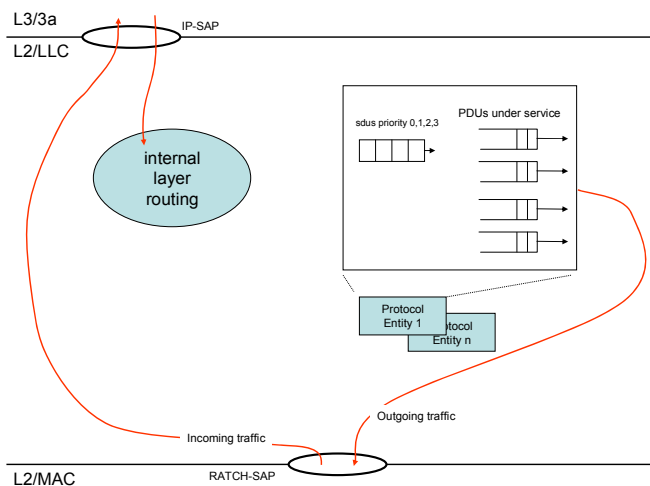 L3/3a
IP-SAP
L2/LLC
sdus priority 0,1,2,3
PDUs under service
internal
layer
routing
Protocol
Entity 1
Entity n
Outgoing traffic
Incoming traffic
RATCH-SAP
L2/MAC